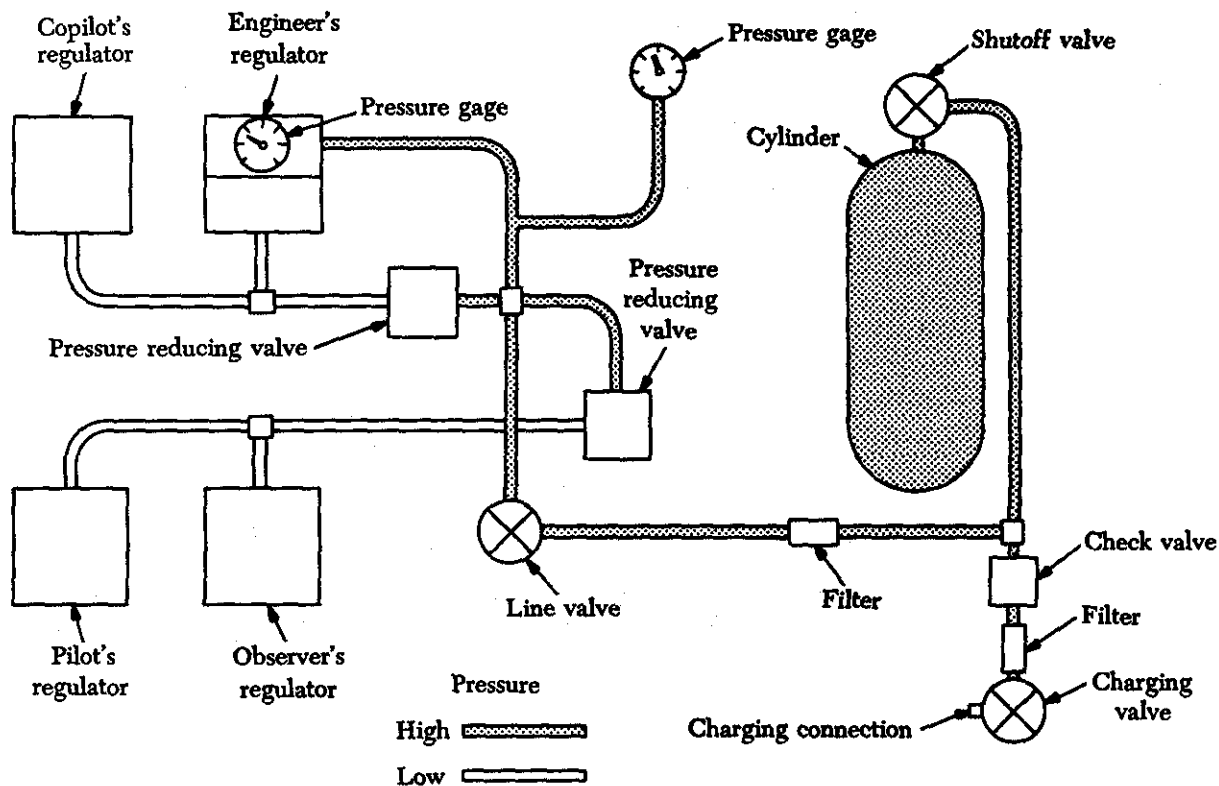 Copilot's
regulator
Engineer's
regulator
Pressure gage
Pressure gage
Shutoff valve
Cylinder
Pressure
reducing
valve
Pressure reducing valve
Line valve
Filter
Check valve
Filter
Pilot's
regulator
Observer's
regulator
Charging
valve
Charging connection
Pressure
High
Low